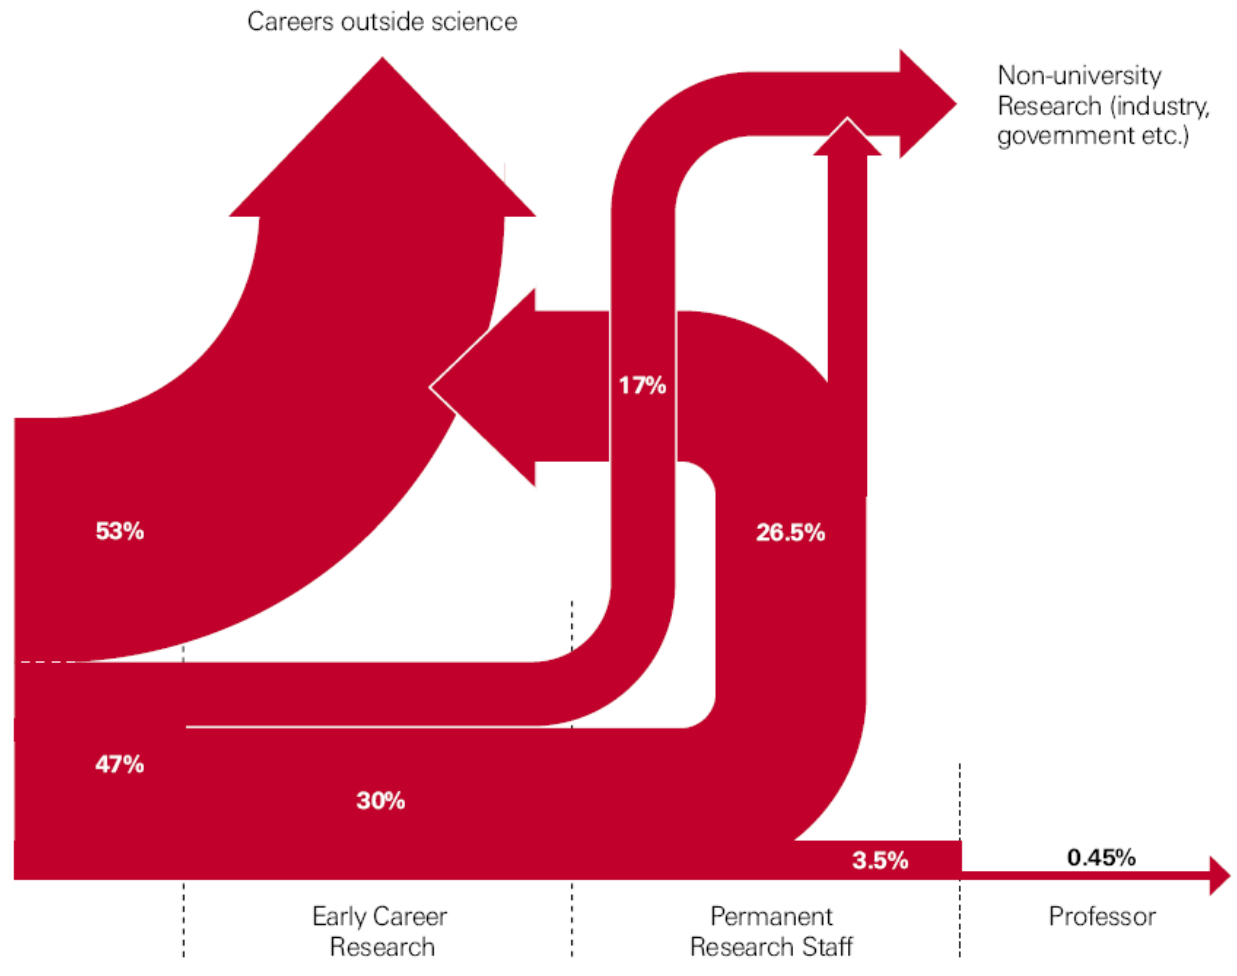 Careers outside science
Non-university
Research (industry,
government etc.)
17%
53%
26.5%
47%
30%
3.5%
0.45%
Early Career
Research
Permanent
Research Staff
Professor